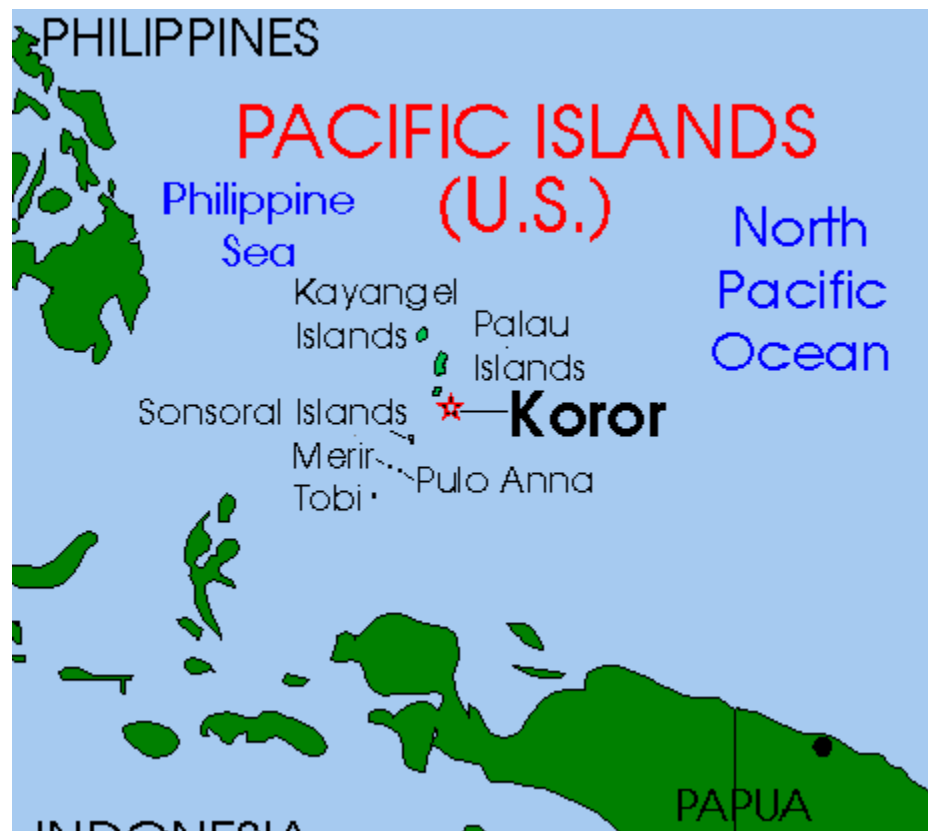 PHILIPPINES
PACIFIC ISLANDS
(U.S.)
Philippine
Sea
North
Pacific
Ocean
Kayangel
Islands
Palau
Islands
Sonsoral Islands
Koror
Merir
Pulo Anna
Tobi
PAPUA
INDONESIA